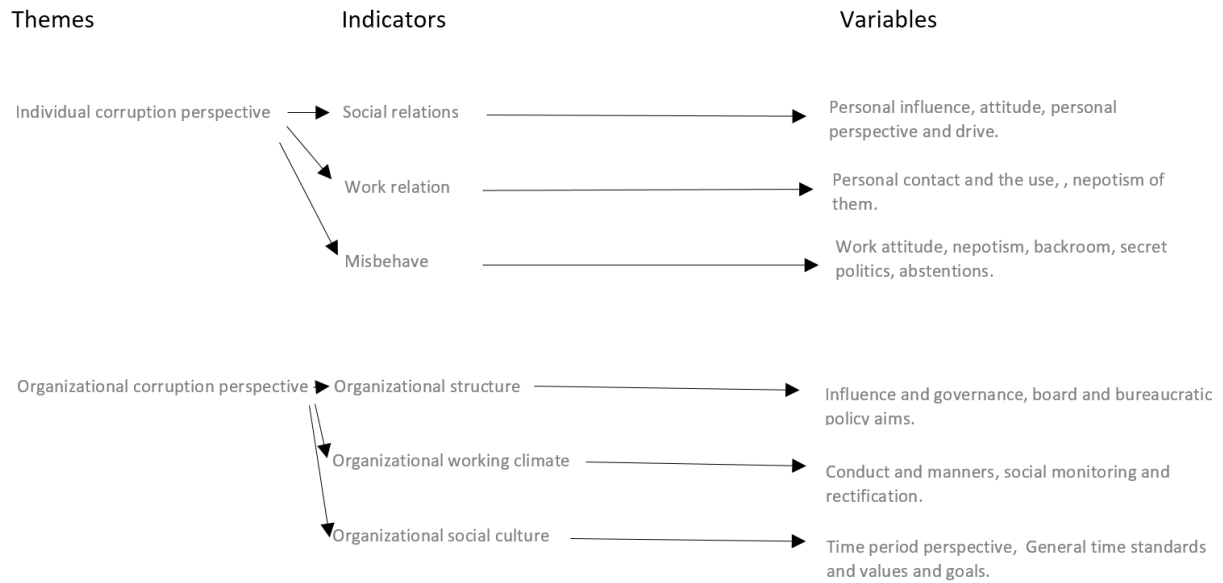 Themes Indicators Variables
Individual corruption perspective Social relations Personal influence, attitude, personal
perspective and drive.
Work relation Personal contact and the use, , nepotism of
them.
Misbehave Work attitude, nepotism, backroom, secret
politics, abstentions.
Organizational corruption perspective Organizational structure Influence and governance, board and bureaucratic
policy aims.
Organizational working climate Conduct and manners, social monitoring and
rectification.
Organizational social culture Time period perspective, General time standards
and values and goals.